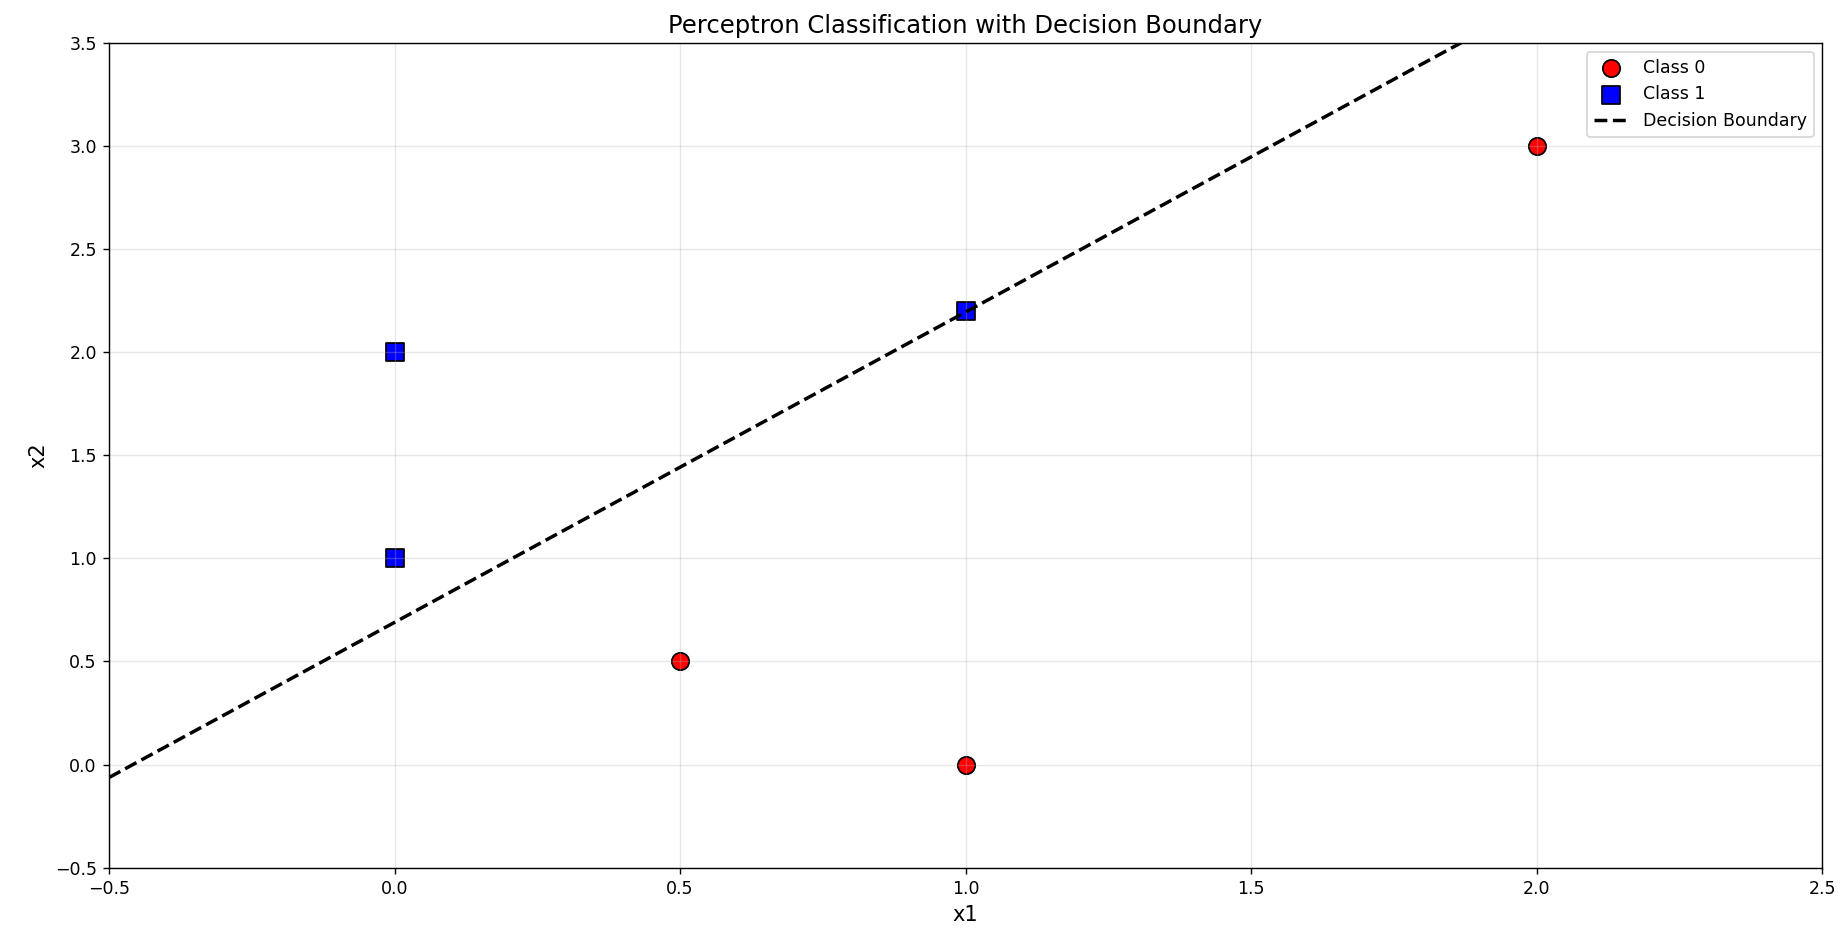 Perceptron Classification with Decision Boundary
Class 0
Class 1
Decision Boundary
3.5
3.0
2.5
2.0
1.5
1.0
0.5
0.0
−0.5
x2
−0.5 0.0 0.5 1.0 1.5 2.0 2.5
x1